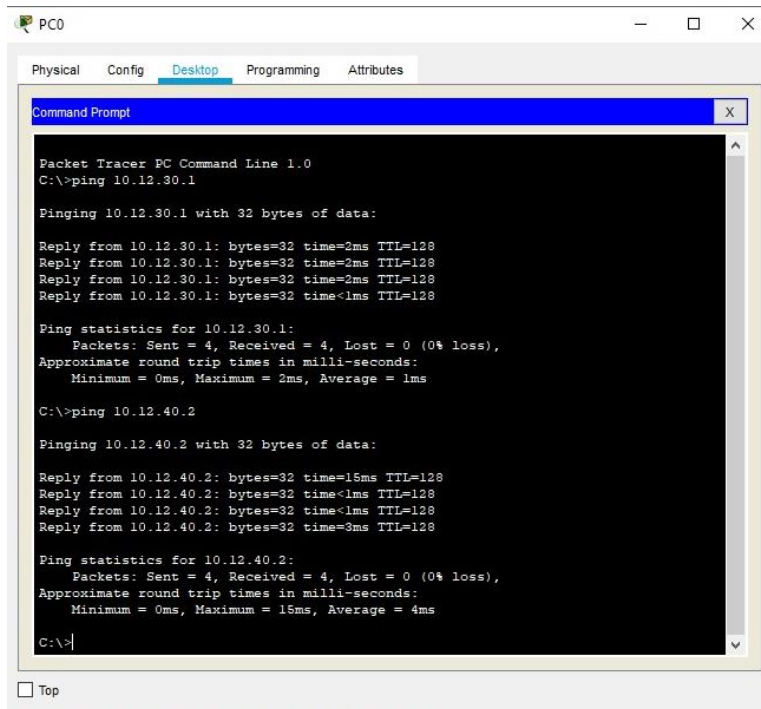 PC0
Physical Config Desktop Programming Attributes
Command Prompt
X
Packet Tracer PC Command Line 1.0
C:\>ping 10.12.30.1
Pinging 10.12.30.1 with 32 bytes of data:
Reply from 10.12.30.1: bytes=32 time=2ms TTL=128
Reply from 10.12.30.1: bytes=32 time=2ms TTL=128
Reply from 10.12.30.1: bytes=32 time=2ms TTL=128
Reply from 10.12.30.1: bytes=32 time<1ms TTL=128
Ping statistics for 10.12.30.1:
Packets: Sent = 4, Received = 4, Lost = 0 (0% loss),
Approximate round trip times in milli-seconds:
Minimum = 0ms, Maximum = 2ms, Average = 1ms
C:\>ping 10.12.40.2
Pinging 10.12.40.2 with 32 bytes of data:
Reply from 10.12.40.2: bytes=32 time=15ms TTL=128
Reply from 10.12.40.2: bytes=32 time<1ms TTL=128
Reply from 10.12.40.2: bytes=32 time<1ms TTL=128
Reply from 10.12.40.2: bytes=32 time=3ms TTL=128
Ping statistics for 10.12.40.2:
Packets: Sent = 4, Received = 4, Lost = 0 (0% loss),
Approximate round trip times in milli-seconds:
Minimum = 0ms, Maximum = 15ms, Average = 4ms
C:\>
Top